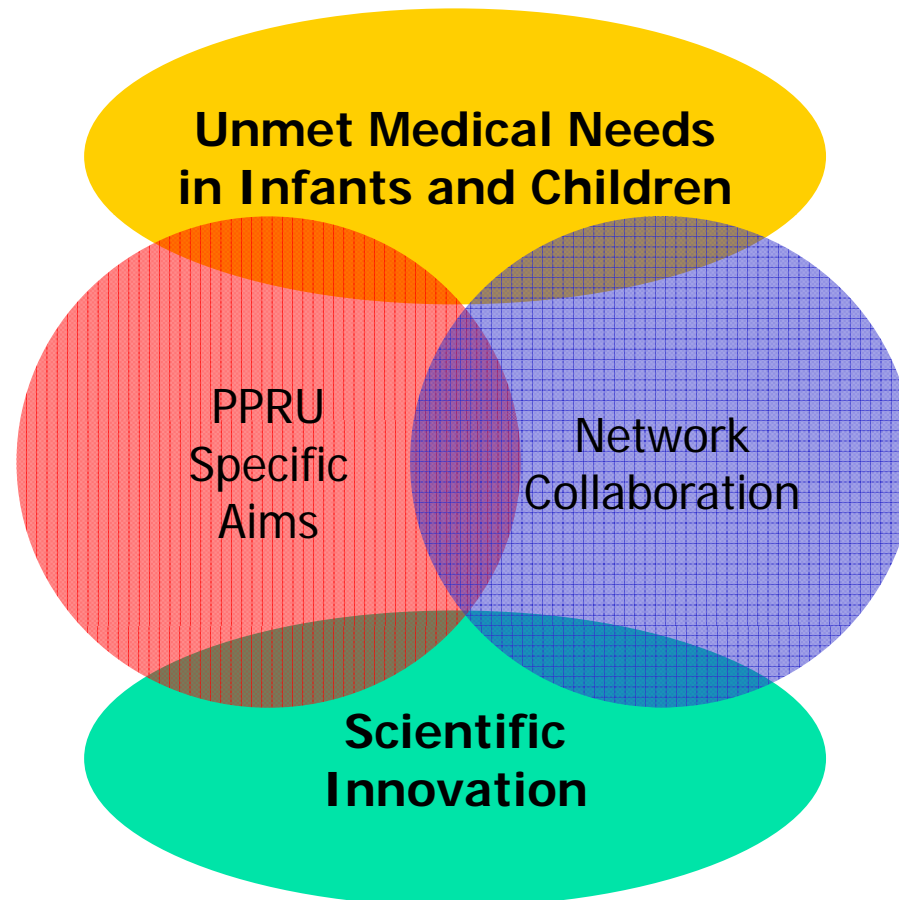 Unmet Medical Needs
in Infants and Children
PPRU
Specific
Aims
Network
Collaboration
Scientific
Innovation